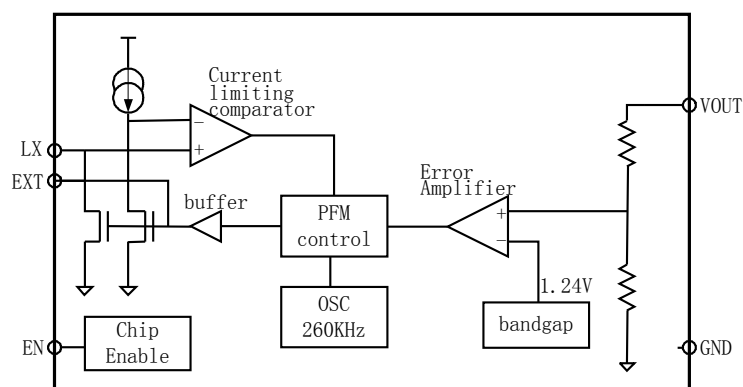 Current
limiting
comparator
−
+
LX
EXT
VOUT
Error
Amplifier
buffer
PFM
control
+
−
1.24V
OSC
260KHz
bandgap
Chip
Enable
EN
GND